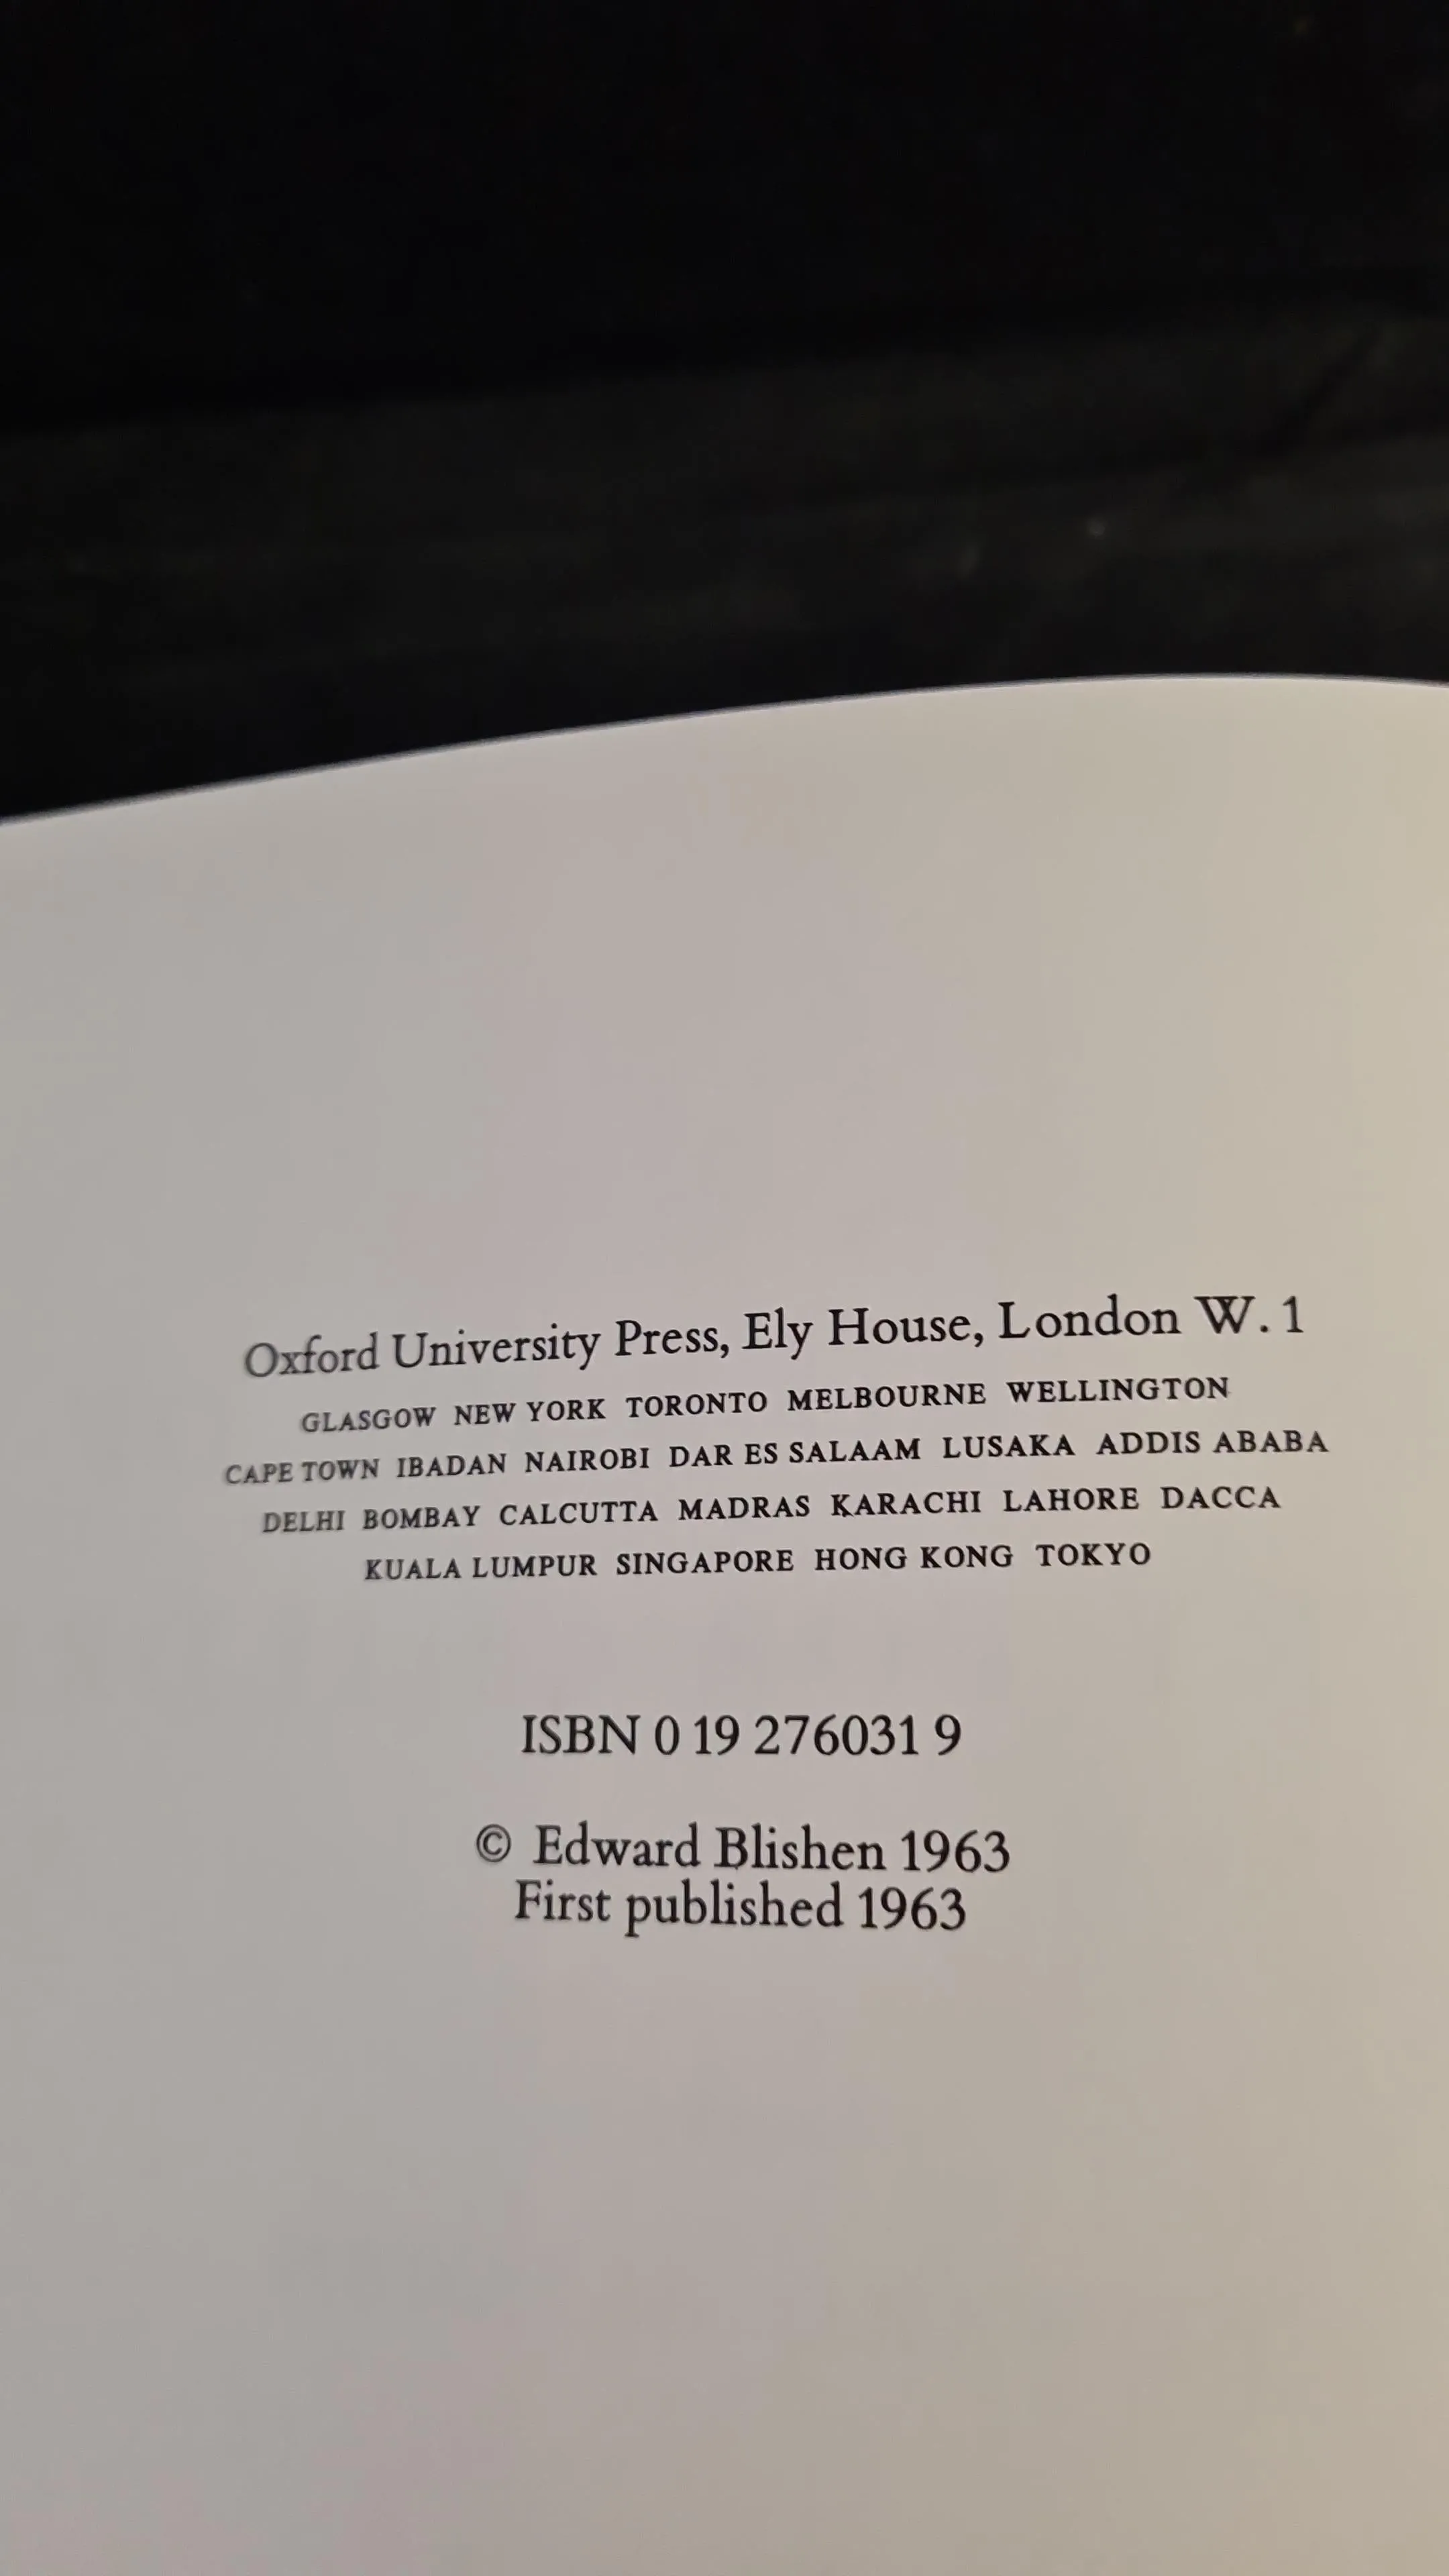 Oxford University Press, Ely House, London W. 1
GLASGOW NEW YORK TORONTO MELBOURNE WELLINGTON
CAPE TOWN IBADAN NAIROBI DAR ES SALAAM LUSAKA ADDIS ABABA
DELHI BOMBAY CALCUTTA MADRAS KARACHI LAHORE DACCA
KUALA LUMPUR SINGAPORE HONG KONG TOKYO
ISBN 0 19 276031 9
© Edward Blishen 1963
First published 1963